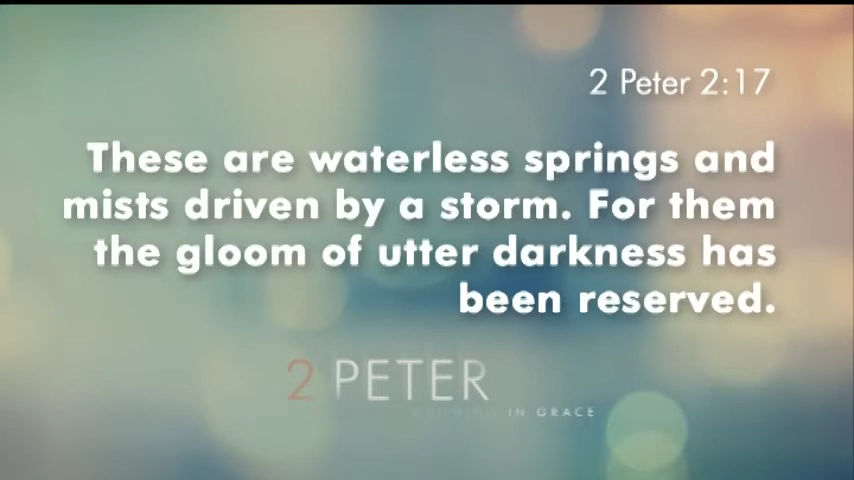 2 Peter 2:17
These are waterless springs and
mists driven by a storm. For them
the gloom of utter darkness has
been reserved.
2 PETER
GROWING IN GRACE